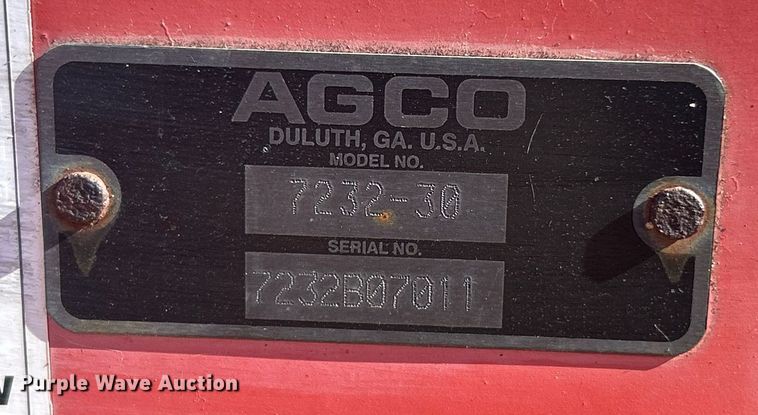 AGCO
DULUTH, GA. U.S.A.
MODEL NO.
7232-30
SERIAL NO.
7232B07011
Purple Wave Auction